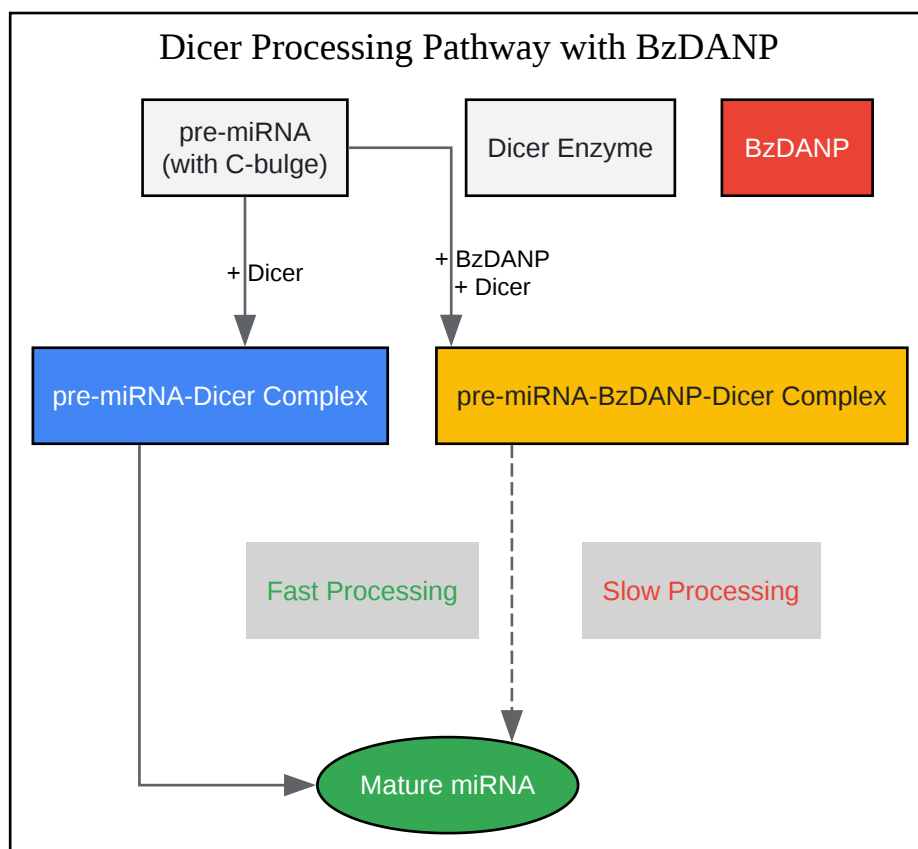 Dicer Processing Pathway with BzDANP
pre-miRNA
(with C-bulge)
Dicer Enzyme
BzDANP
+ Dicer
+ BzDANP
+ Dicer
pre-miRNA-Dicer Complex
pre-miRNA-BzDANP-Dicer Complex
Fast Processing
Slow Processing
Mature miRNA